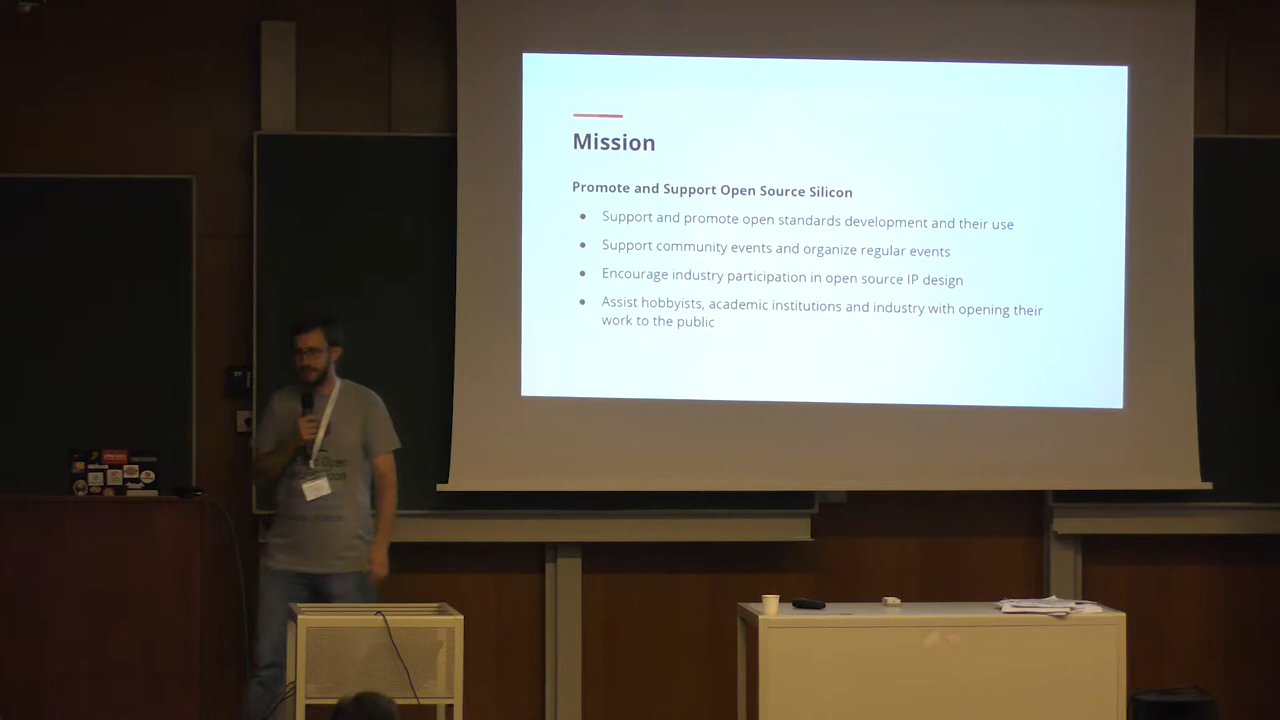 Mission
Promote and Support Open Source Silicon
● Support and promote open standards development and their use
● Support community events and organize regular events
● Encourage industry participation in open source IP design
● Assist hobbyists, academic institutions and industry with opening their
work to the public
Open